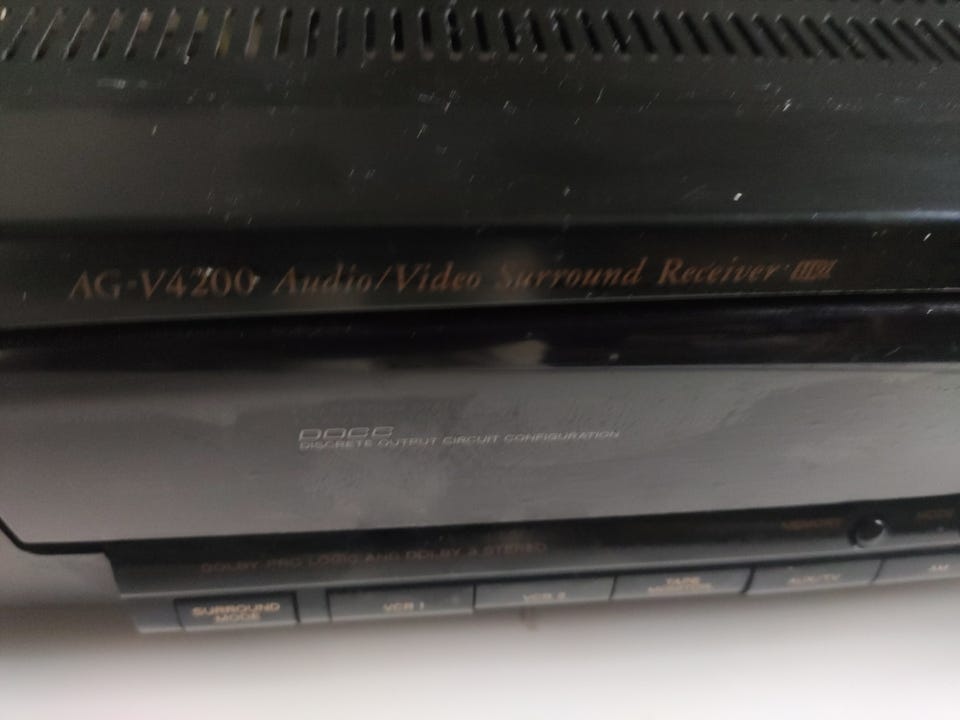 AG-V4200 Audio/Video Surround Receiver
DOCC
DISCRETE OUTPUT CIRCUIT CONFIGURATION
MEMORY
DOLBY PRO LOGIC AND DOLBY 3 STEREO
SURROUND
MODE
VCR 1
VCR 2
TAPE
MONITOR
AUX/TV
AM